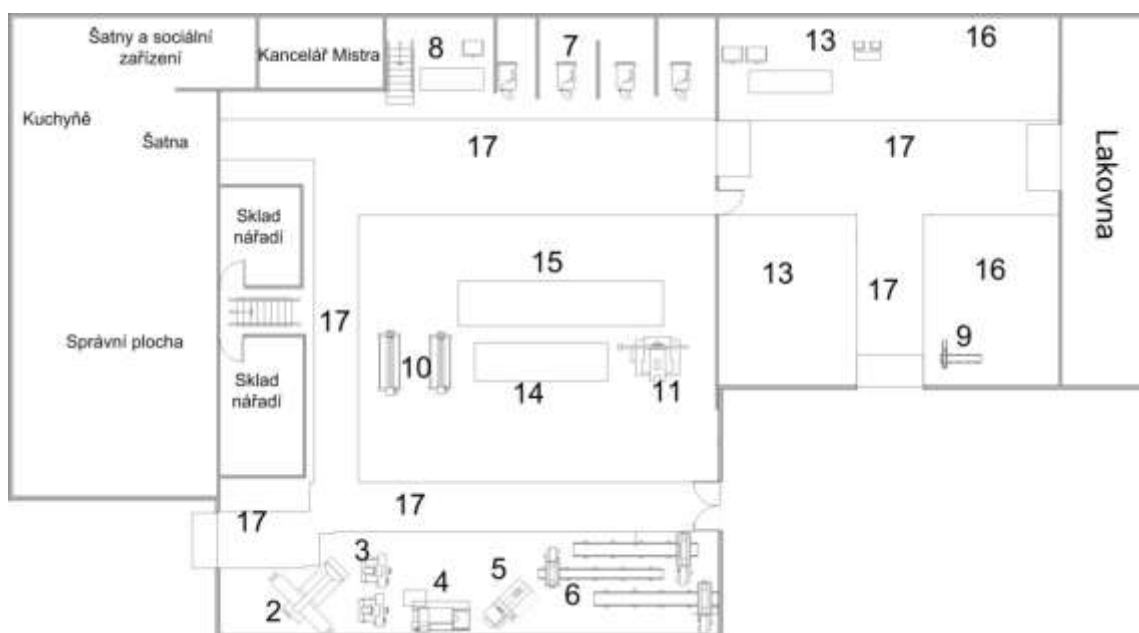 Šatny a sociální
zařízení
Kancelář Mistra
8
7
13
16
Kuchyňě
Šatna
17
17
Lakovna
Sklad
nářadí
15
13
16
17
17
Správní plocha
9
10
14
11
Sklad
nářadí
17
17
3
4
5
6
2